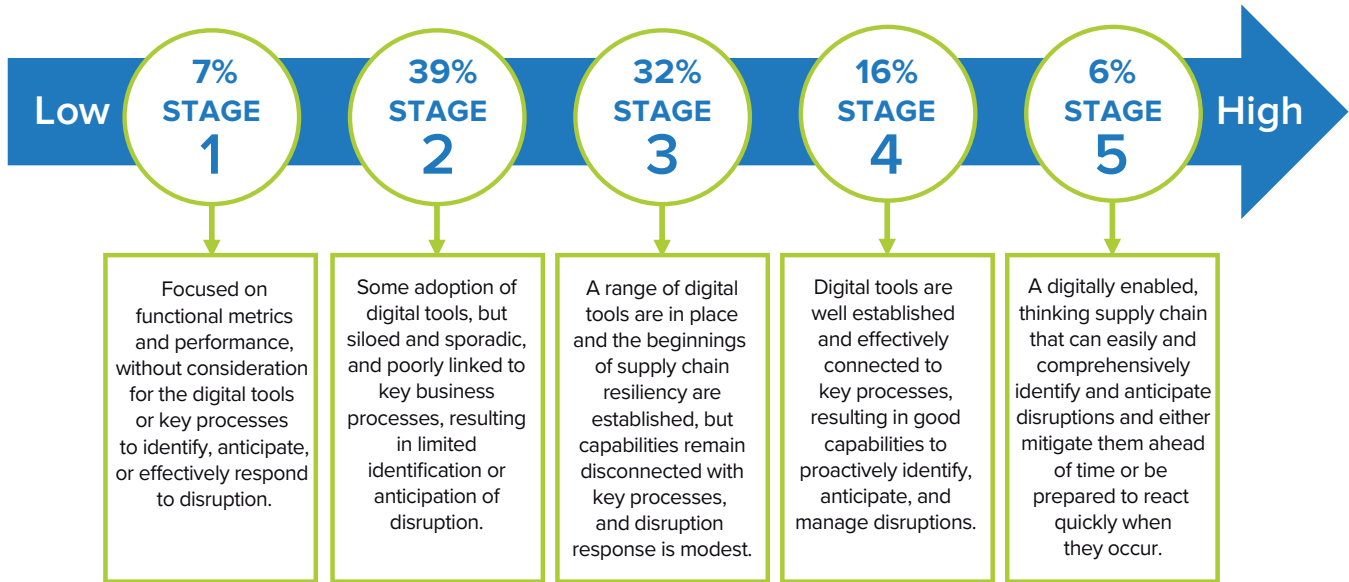 Low
7%
STAGE
1
39%
STAGE
2
32%
STAGE
3
16%
STAGE
4
6%
STAGE
5
High
Focused on
functional metrics
and performance,
without consideration
for the digital tools
or key processes
to identify, anticipate,
or effectively respond
to disruption.
Some adoption of
digital tools, but
siloed and sporadic,
and poorly linked to
key business
processes, resulting
in limited
identification or
anticipation of
disruption.
A range of digital
tools are in place
and the beginnings
of supply chain
resiliency are
established, but
capabilities remain
disconnected with
key processes,
and disruption
response is modest.
Digital tools are
well established
and effectively
connected to
key processes,
resulting in good
capabilities to
proactively identify,
anticipate, and
manage disruptions.
A digitally enabled,
thinking supply chain
that can easily and
comprehensively
identify and anticipate
disruptions and either
mitigate them ahead
of time or be
prepared to react
quickly when
they occur.